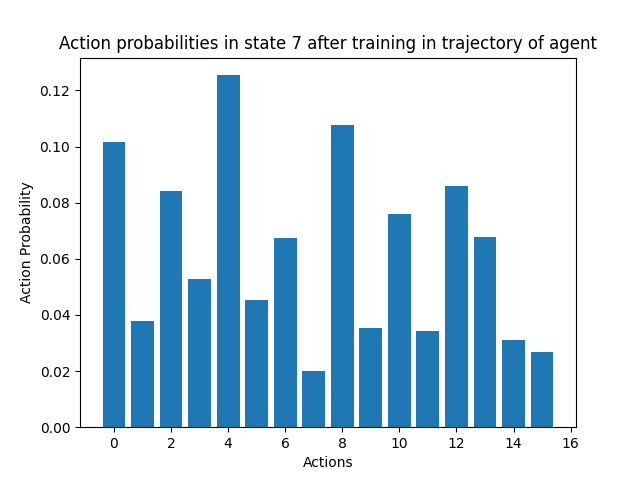 Action probabilities in state 7 after training in trajectory of agent
0.12
0.10
0.08
0.06
0.04
0.02
0.00
Action Probability
0 2 4 6 8 10 12 14 16
Actions